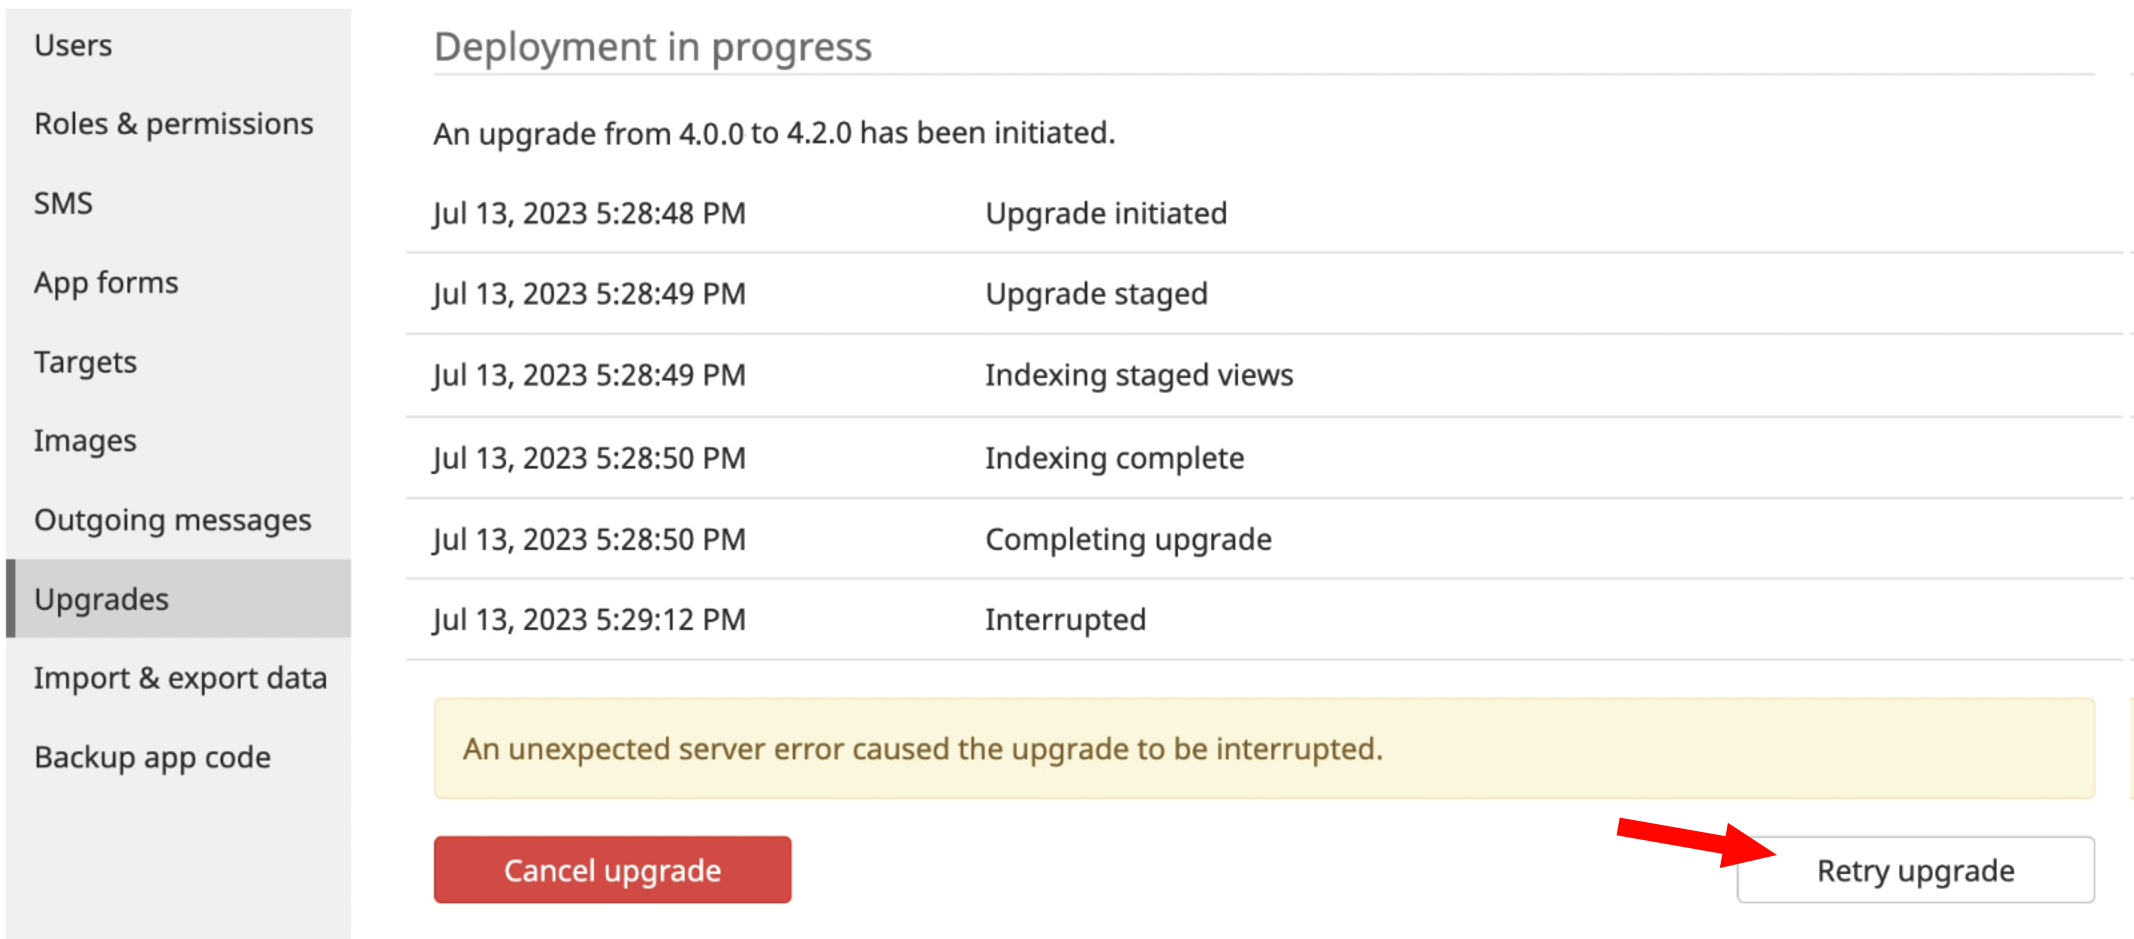 Users
Roles & permissions
SMS
App forms
Targets
Images
Outgoing messages
Upgrades
Import & export data
Backup app code
Deployment in progress
An upgrade from 4.0.0 to 4.2.0 has been initiated.
Jul 13, 2023 5:28:48 PM Upgrade initiated
Jul 13, 2023 5:28:49 PM Upgrade staged
Jul 13, 2023 5:28:49 PM Indexing staged views
Jul 13, 2023 5:28:50 PM Indexing complete
Jul 13, 2023 5:28:50 PM Completing upgrade
Jul 13, 2023 5:29:12 PM Interrupted
An unexpected server error caused the upgrade to be interrupted.
Cancel upgrade
Retry upgrade